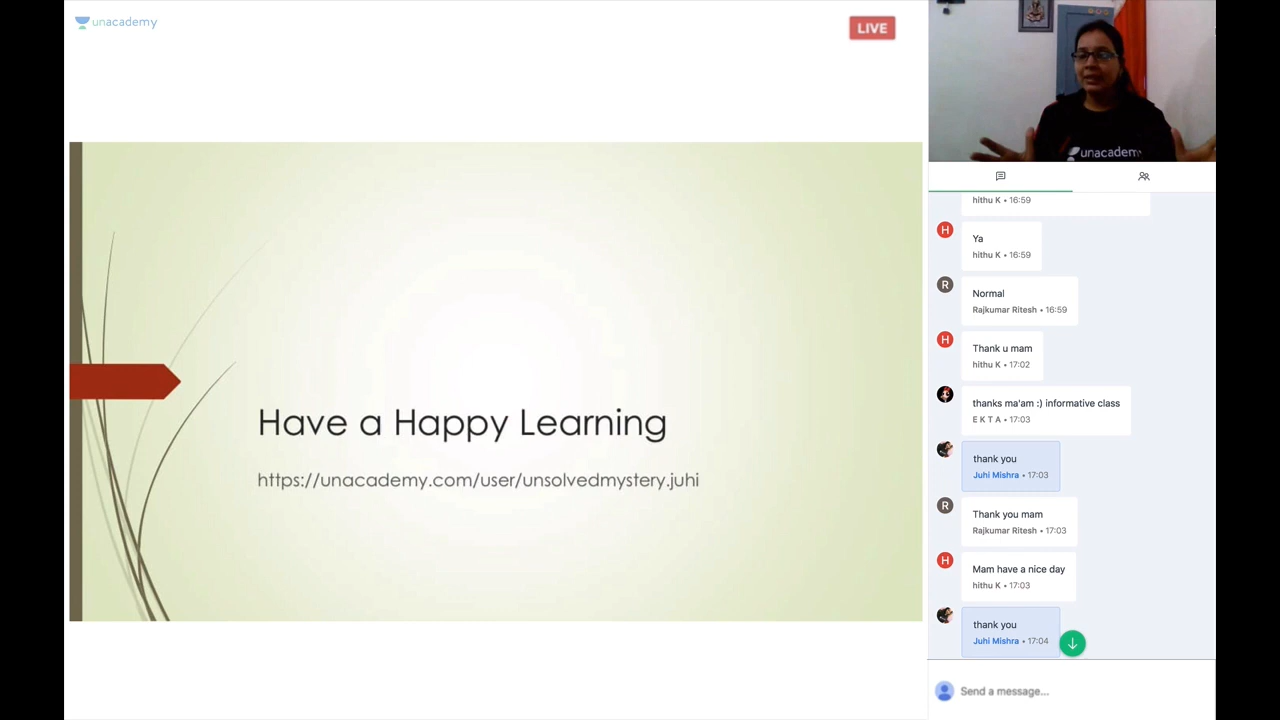 unacademy
LIVE
Have a Happy Learning
https://unacademy.com/user/unsolvedmystery.juhi
unacademy
hithu K • 16:59
H
Ya
hithu K • 16:59
R
Normal
Rajkumar Ritesh • 16:59
H
Thank u mam
hithu K • 17:02
thanks ma'am :) informative class
E K T A • 17:03
thank you
Juhi Mishra • 17:03
R
Thank you mam
Rajkumar Ritesh • 17:03
H
Mam have a nice day
hithu K • 17:03
thank you
Juhi Mishra • 17:04
Send a message...